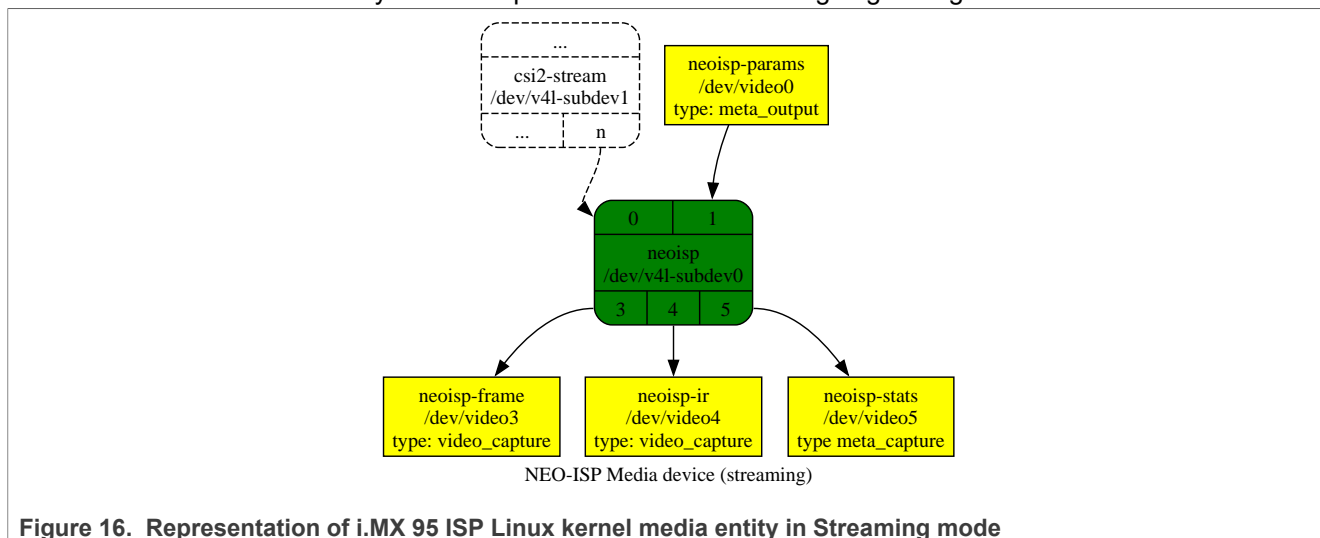 ...
csi2-stream
/dev/v4l-subdev1
...
n
neoisp-params
/dev/video0
type: meta_output
0
1
neoisp
/dev/v4l-subdev0
3
4
5
neoisp-frame
/dev/video3
type: video_capture
neoisp-ir
/dev/video4
type: video_capture
neoisp-stats
/dev/video5
type meta_capture
NEO-ISP Media device (streaming)
Figure 16. Representation of i.MX 95 ISP Linux kernel media entity in Streaming mode